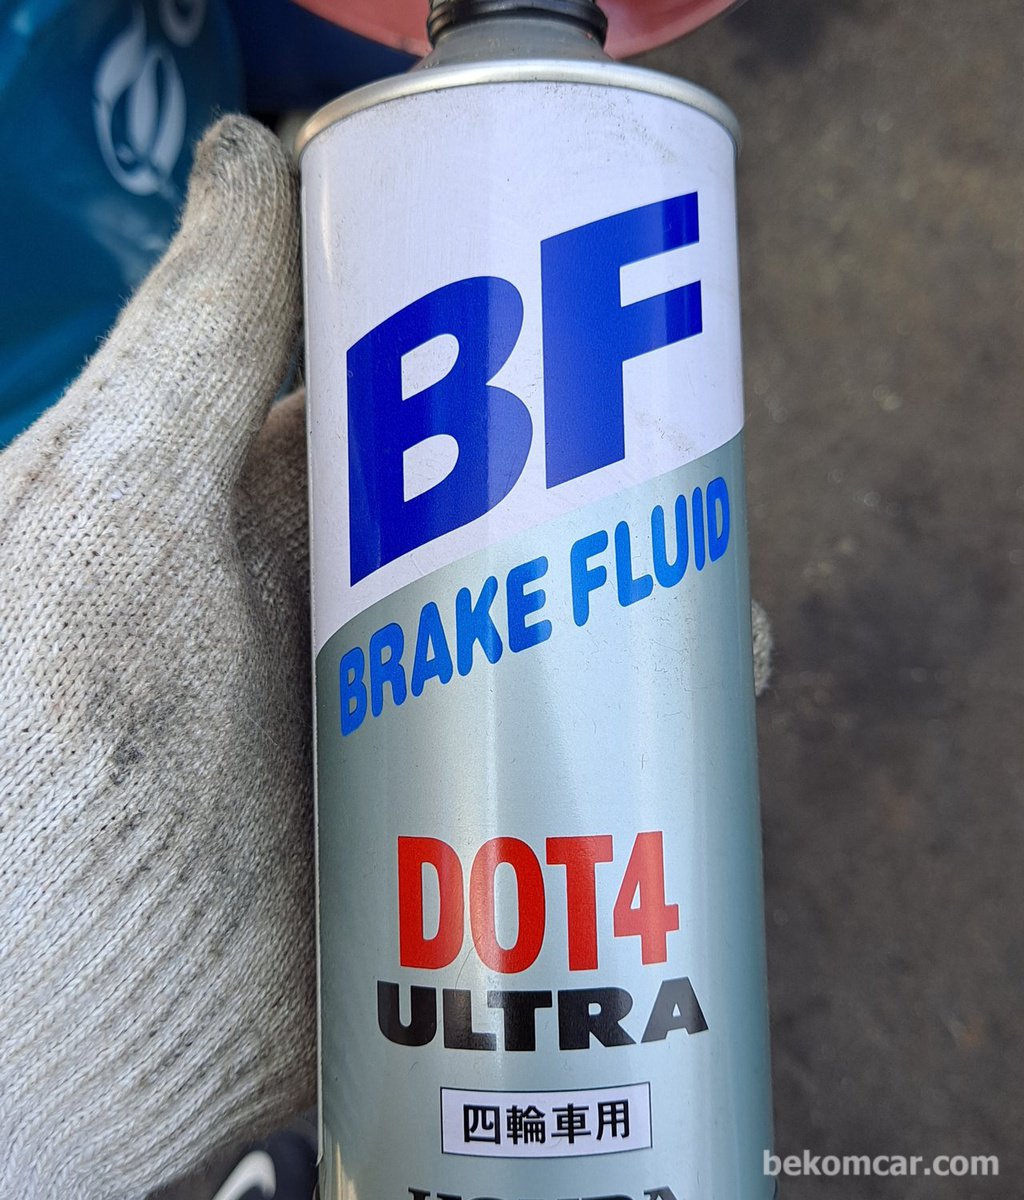 BF
BRAKE FLUID
DOT4
ULTRA
四輪車用
bekomcar.com